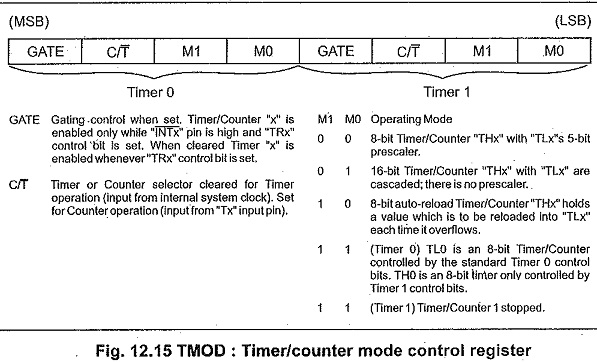 (MSB) (LSB)
GATE C/T̅ M1 M0 GATE C/T̅ M1 M0
Timer 0 Timer 1
GATE Gating control when set. Timer/Counter "x" is
enabled only while "I̅N̅T̅x̅" pin is high and "TRx"
control bit is set. When cleared Timer "x" is
enabled whenever "TRx" control bit is set.
C/T̅ Timer or Counter selector cleared for Timer
operation (input from internal system clock). Set
for Counter operation (input from "Tx" input pin).
M1 M0 Operating Mode
0 0 8-bit Timer/Counter "THx" with "TLx"s 5-bit
prescaler.
0 1 16-bit Timer/Counter "THx" with "TLx" are
cascaded; there is no prescaler.
1 0 8-bit auto-reload Timer/Counter "THx" holds
a value which is to be reloaded into "TLx"
each time it overflows.
1 1 (Timer 0) TL0 is an 8-bit Timer/Counter
controlled by the standard Timer 0 control
bits. TH0 is an 8-bit timer only controlled by
Timer 1 control bits.
1 1 (Timer 1) Timer/Counter 1 stopped.
Fig. 12.15 TMOD : Timer/counter mode control register